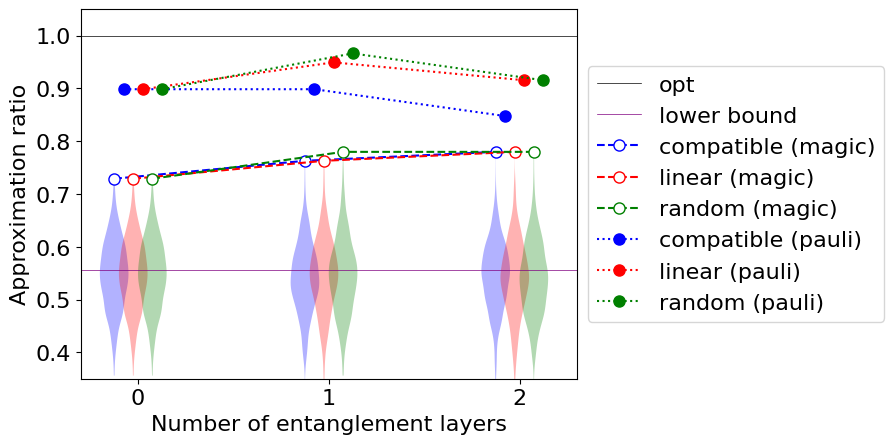 1.0
0.9
0.8
0.7
0.6
0.5
0.4
Approximation ratio
0 1 2
Number of entanglement layers
opt
lower bound
compatible (magic)
linear (magic)
random (magic)
compatible (pauli)
linear (pauli)
random (pauli)